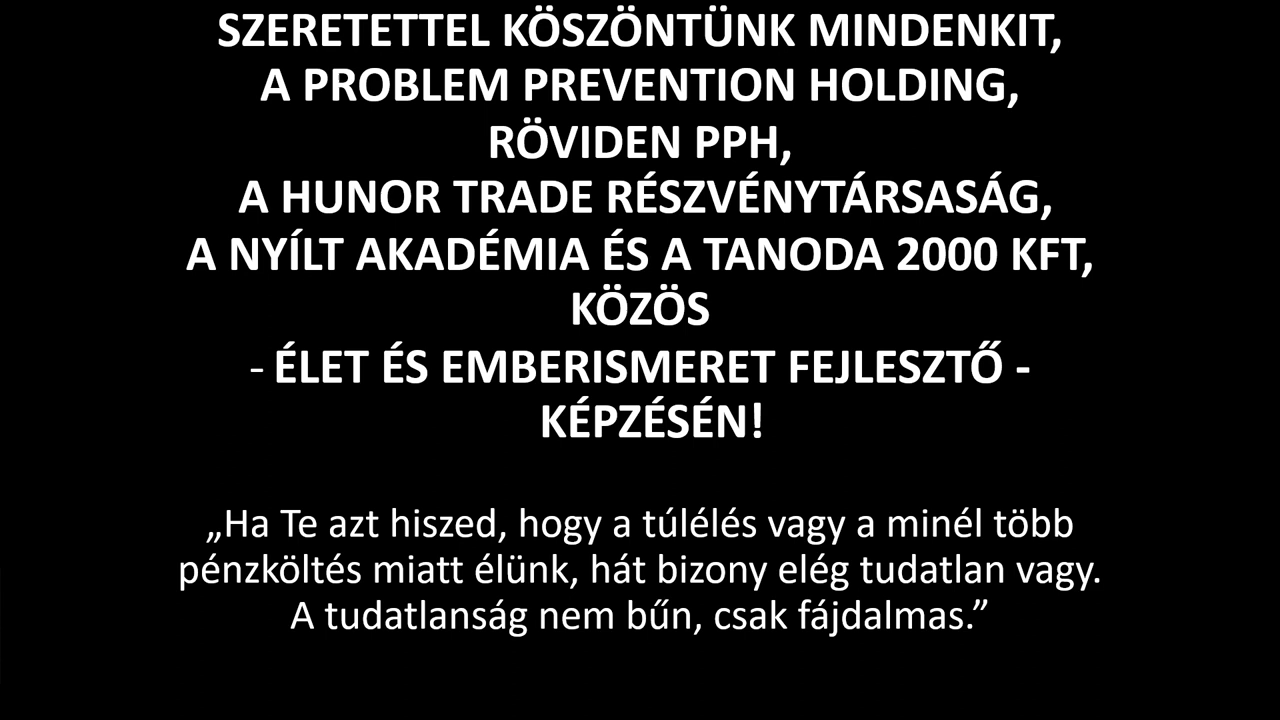 SZERETETTEL KÖSZÖNTÜNK MINDENKIT,
A PROBLEM PREVENTION HOLDING,
RÖVIDEN PPH,
A HUNOR TRADE RÉSZVÉNYTÁRSASÁG,
A NYÍLT AKADÉMIA ÉS A TANODA 2000 KFT,
KÖZÖS
- ÉLET ÉS EMBERISMERET FEJLESZTŐ -
KÉPZÉSÉN!
„Ha Te azt hiszed, hogy a túlélés vagy a minél több
pénzköltés miatt élünk, hát bizony elég tudatlan vagy.
A tudatlanság nem bűn, csak fájdalmas.”